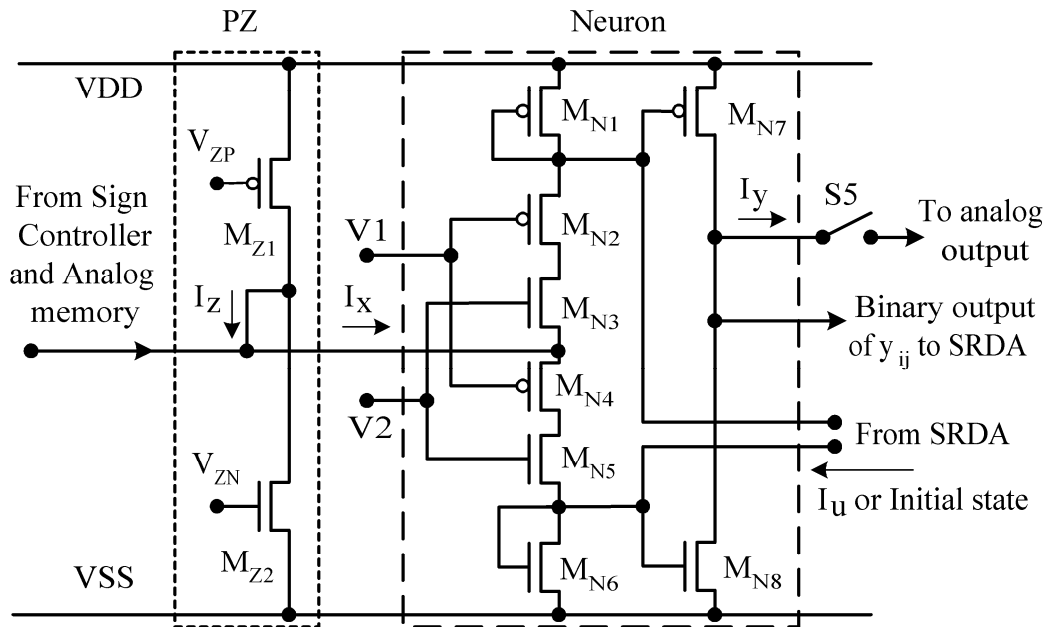 PZ
Neuron
VDD
VSS
From Sign
Controller
and Analog
memory
V_ZP
M_Z1
I_Z
V_ZN
M_Z2
I_x
V1
V2
M_N1
M_N2
M_N3
M_N4
M_N5
M_N6
M_N7
M_N8
I_y
S5
To analog
output
Binary output
of y_ij to SRDA
From SRDA
I_u or Initial state